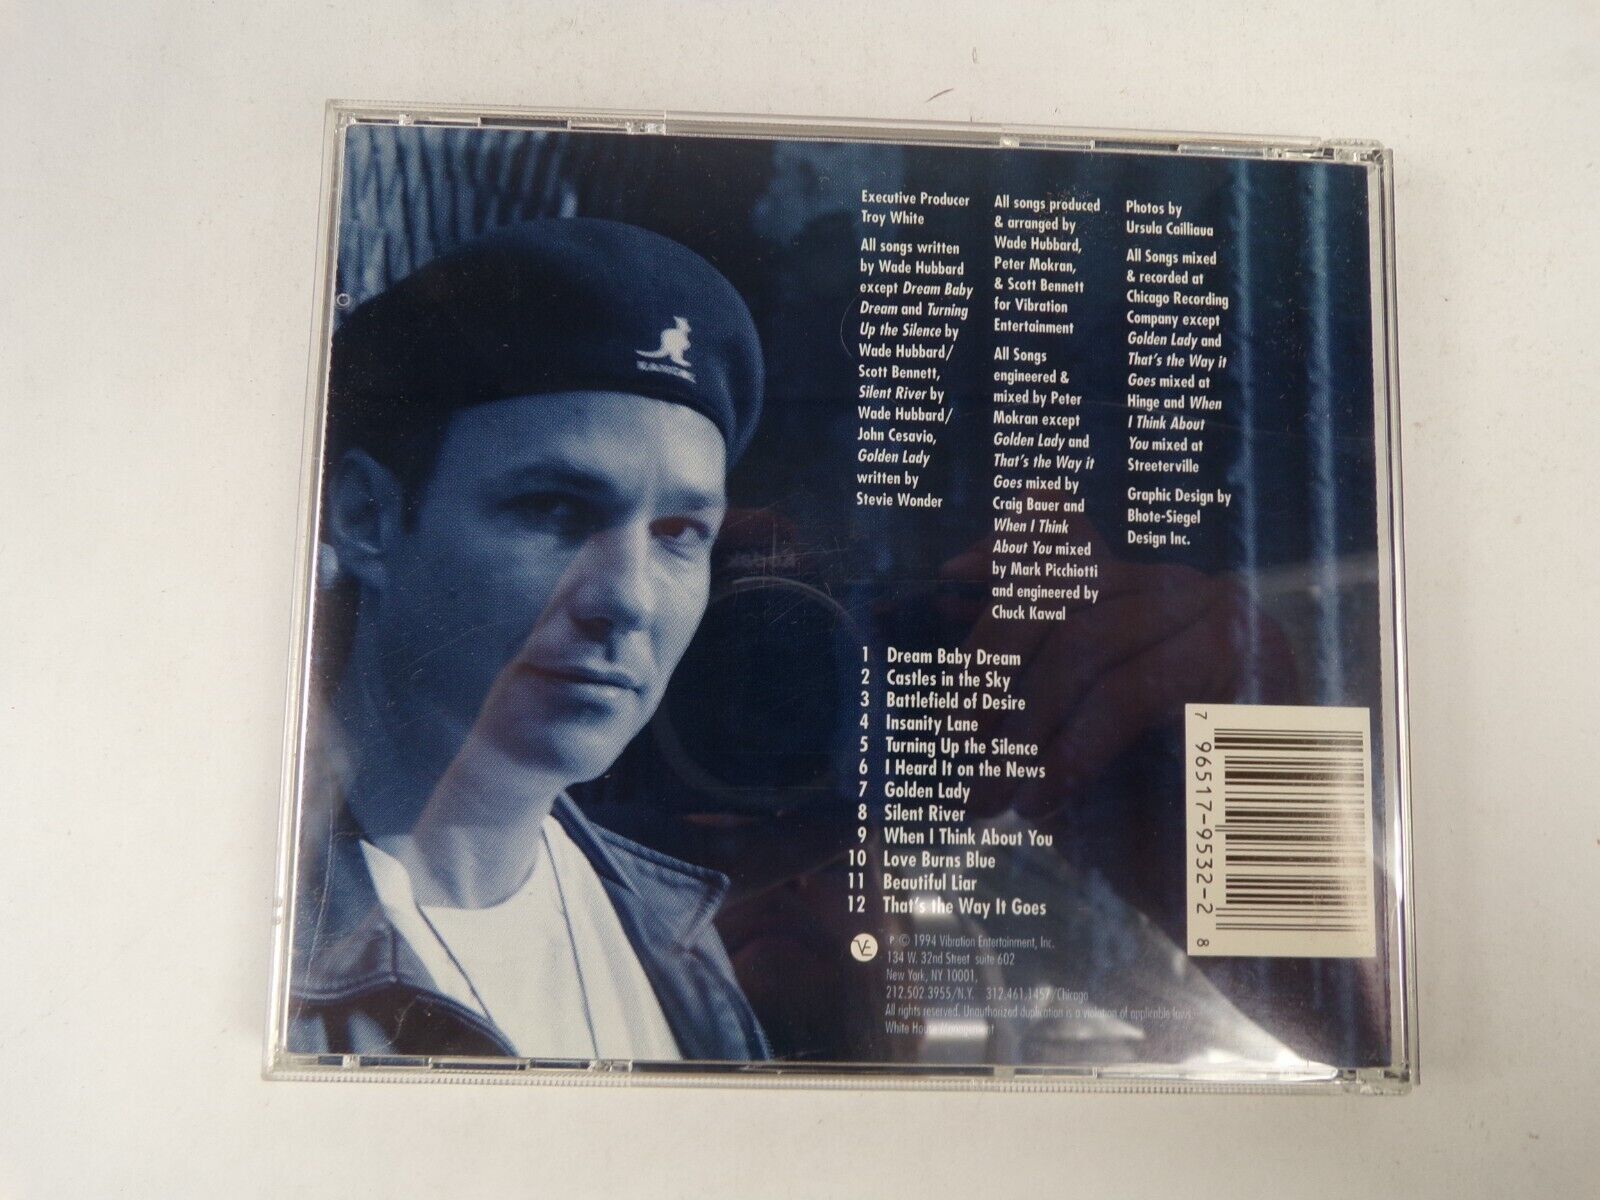 KANGOL
Executive Producer
Troy White
All songs written
by Wade Hubbard
except Dream Baby
Dream and Turning
Up the Silence by
Wade Hubbard/
Scott Bennett,
Silent River by
Wade Hubbard/
John Cesavio,
Golden Lady
written by
Stevie Wonder
All songs produced
& arranged by
Wade Hubbard,
Peter Mokran,
& Scott Bennett
for Vibration
Entertainment
All Songs
engineered &
mixed by Peter
Mokran except
Golden Lady and
That's the Way it
Goes mixed by
Craig Bauer and
When I Think
About You mixed
by Mark Picchiotti
and engineered by
Chuck Kawal
Photos by
Ursula Cailliaua
All Songs mixed
& recorded at
Chicago Recording
Company except
Golden Lady and
That's the Way it
Goes mixed at
Hinge and When
I Think About
You mixed at
Streeterville
Graphic Design by
Bhote-Siegel
Design Inc.
1 Dream Baby Dream
2 Castles in the Sky
3 Battlefield of Desire
4 Insanity Lane
5 Turning Up the Silence
6 I Heard It on the News
7 Golden Lady
8 Silent River
9 When I Think About You
10 Love Burns Blue
11 Beautiful Liar
12 That's the Way It Goes
VE
P © 1994 Vibration Entertainment, Inc.
134 W. 32nd Street suite 602
New York, NY 10001,
212.502.3955/N.Y. 312.461.1457/Chicago
All rights reserved. Unauthorized duplication is a violation of applicable laws.
White House Management
7 96517-9532-2 8